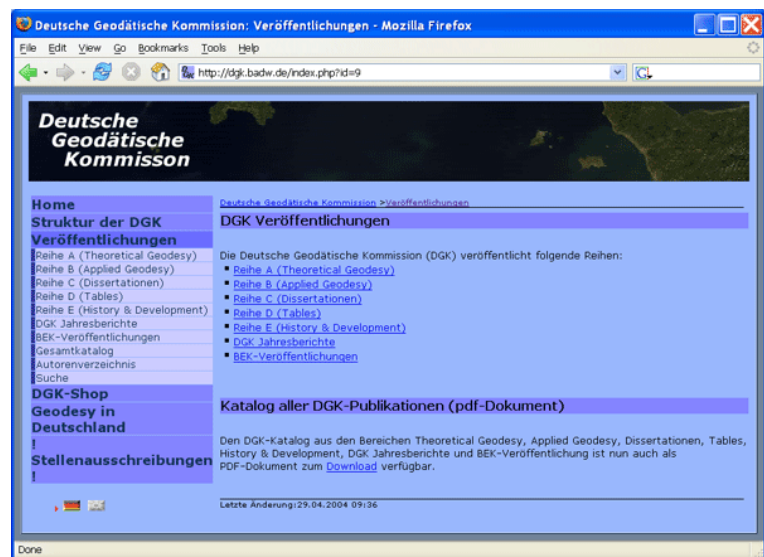 Deutsche Geodätische Kommission: Veröffentlichungen - Mozilla Firefox
File Edit View Go Bookmarks Tools Help
http://dgk.badw.de/index.php?id=9
G
Deutsche
Geodätische
Kommisson
Home
Struktur der DGK
Veröffentlichungen
Reihe A (Theoretical Geodesy)
Reihe B (Applied Geodesy)
Reihe C (Dissertationen)
Reihe D (Tables)
Reihe E (History & Development)
DGK Jahresberichte
BEK-Veröffentlichungen
Gesamtkatalog
Autorenverzeichnis
Suche
DGK-Shop
Geodesy in
Deutschland
!
Stellenausschreibungen
!
Deutsche Geodätische Kommission >Veröffentlichungen
DGK Veröffentlichungen
Die Deutsche Geodätische Kommission (DGK) veröffentlicht folgende Reihen:
Reihe A (Theoretical Geodesy)
Reihe B (Applied Geodesy)
Reihe C (Dissertationen)
Reihe D (Tables)
Reihe E (History & Development)
DGK Jahresberichte
BEK-Veröffentlichungen
Katalog aller DGK-Publikationen (pdf-Dokument)
Den DGK-Katalog aus den Bereichen Theoretical Geodesy, Applied Geodesy, Dissertationen, Tables,
History & Development, DGK Jahresberichte und BEK-Veröffentlichung ist nun auch als
PDF-Dokument zum Download verfügbar.
Letzte Änderung:29.04.2004 09:36
Done